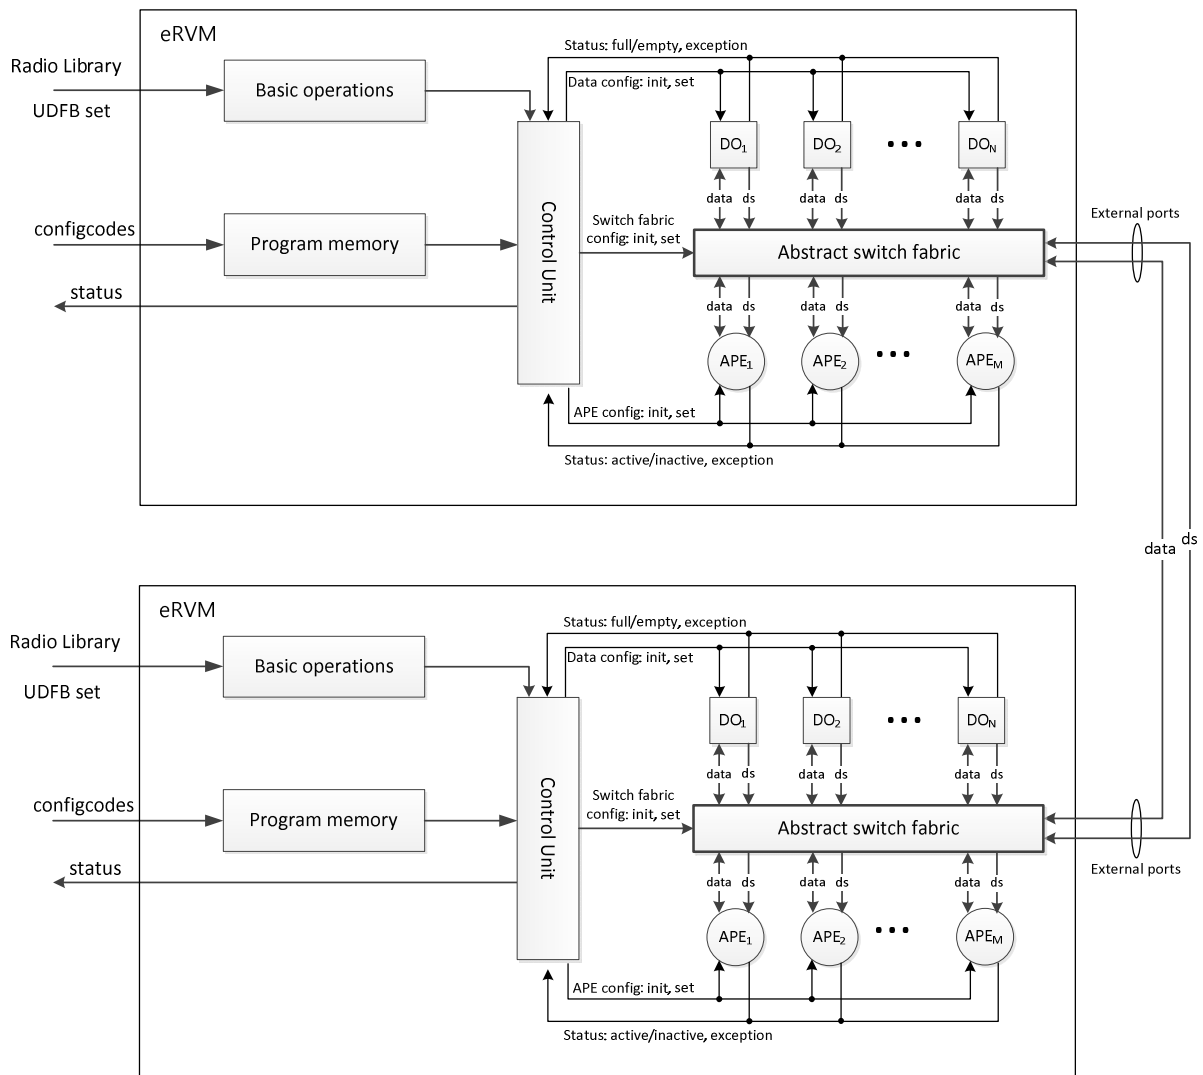 eRVM
Status: full/empty, exception
Radio Library
Data config: init, set
Basic operations
UDFB set
DO1 DO2 ••• DON
data ds data ds data ds
configcodes
Program memory
Control Unit
Switch fabric
config: init, set
Abstract switch fabric
External ports
status
data ds data ds data ds
APE1 APE2 ••• APEM
APE config: init, set
Status: active/inactive, exception
data ds
eRVM
Status: full/empty, exception
Radio Library
Data config: init, set
Basic operations
UDFB set
DO1 DO2 ••• DON
data ds data ds data ds
configcodes
Program memory
Control Unit
Switch fabric
config: init, set
Abstract switch fabric
External ports
status
data ds data ds data ds
APE1 APE2 ••• APEM
APE config: init, set
Status: active/inactive, exception